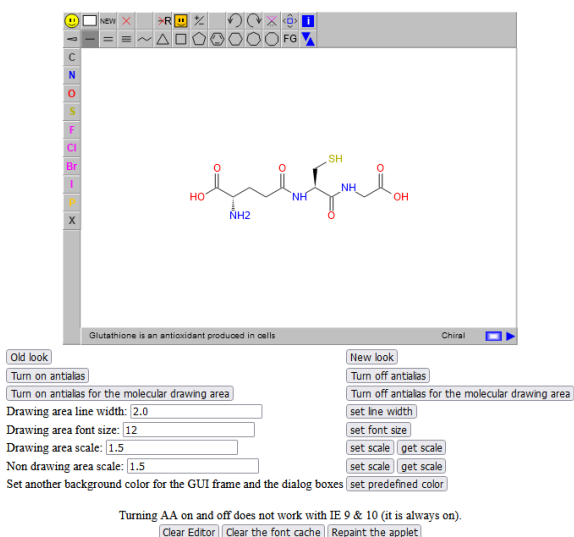 NEW R +/- i
FG
C
N
O
S
F
Cl
Br
I
X
SH
O O O
HO NH NH OH
NH2 O O
Glutathione is an antioxidant produced in cells Chiral
Old look New look
Turn on antialias Turn off antialias
Turn on antialias for the molecular drawing area Turn off antialias for the molecular drawing area
Drawing area line width: 2.0 set line width
Drawing area font size: 12 set font size
Drawing area scale: 1.5 set scale get scale
Non drawing area scale: 1.5 set scale get scale
Set another background color for the GUI frame and the dialog boxes set predefined color
Turning AA on and off does not work with IE 9 & 10 (it is always on).
Clear Editor Clear the font cache Repaint the applet